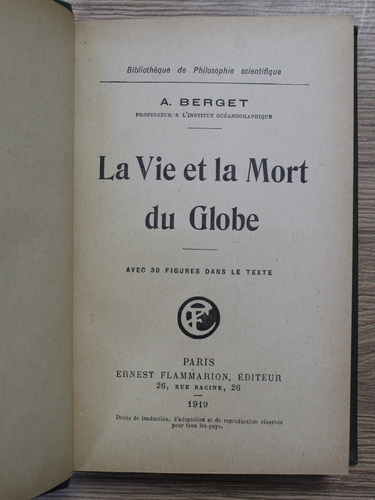 Bibliothèque de Philosophie scientifique
A. BERGET
PROFESSEUR A L'INSTITUT OCÉANOGRAPHIQUE
La Vie et la Mort
du Globe
AVEC 30 FIGURES DANS LE TEXTE
PARIS
ERNEST FLAMMARION, ÉDITEUR
26, RUE RACINE, 26
1919
Droits de traduction, d'adaptation et de reproduction réservés
pour tous les pays.